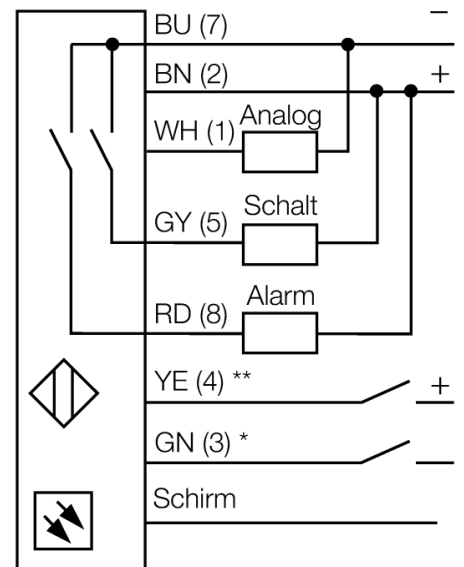 BU (7) −
BN (2) +
WH (1) Analog
GY (5) Schalt
RD (8) Alarm
YE (4) ** +
GN (3) *
Schirm